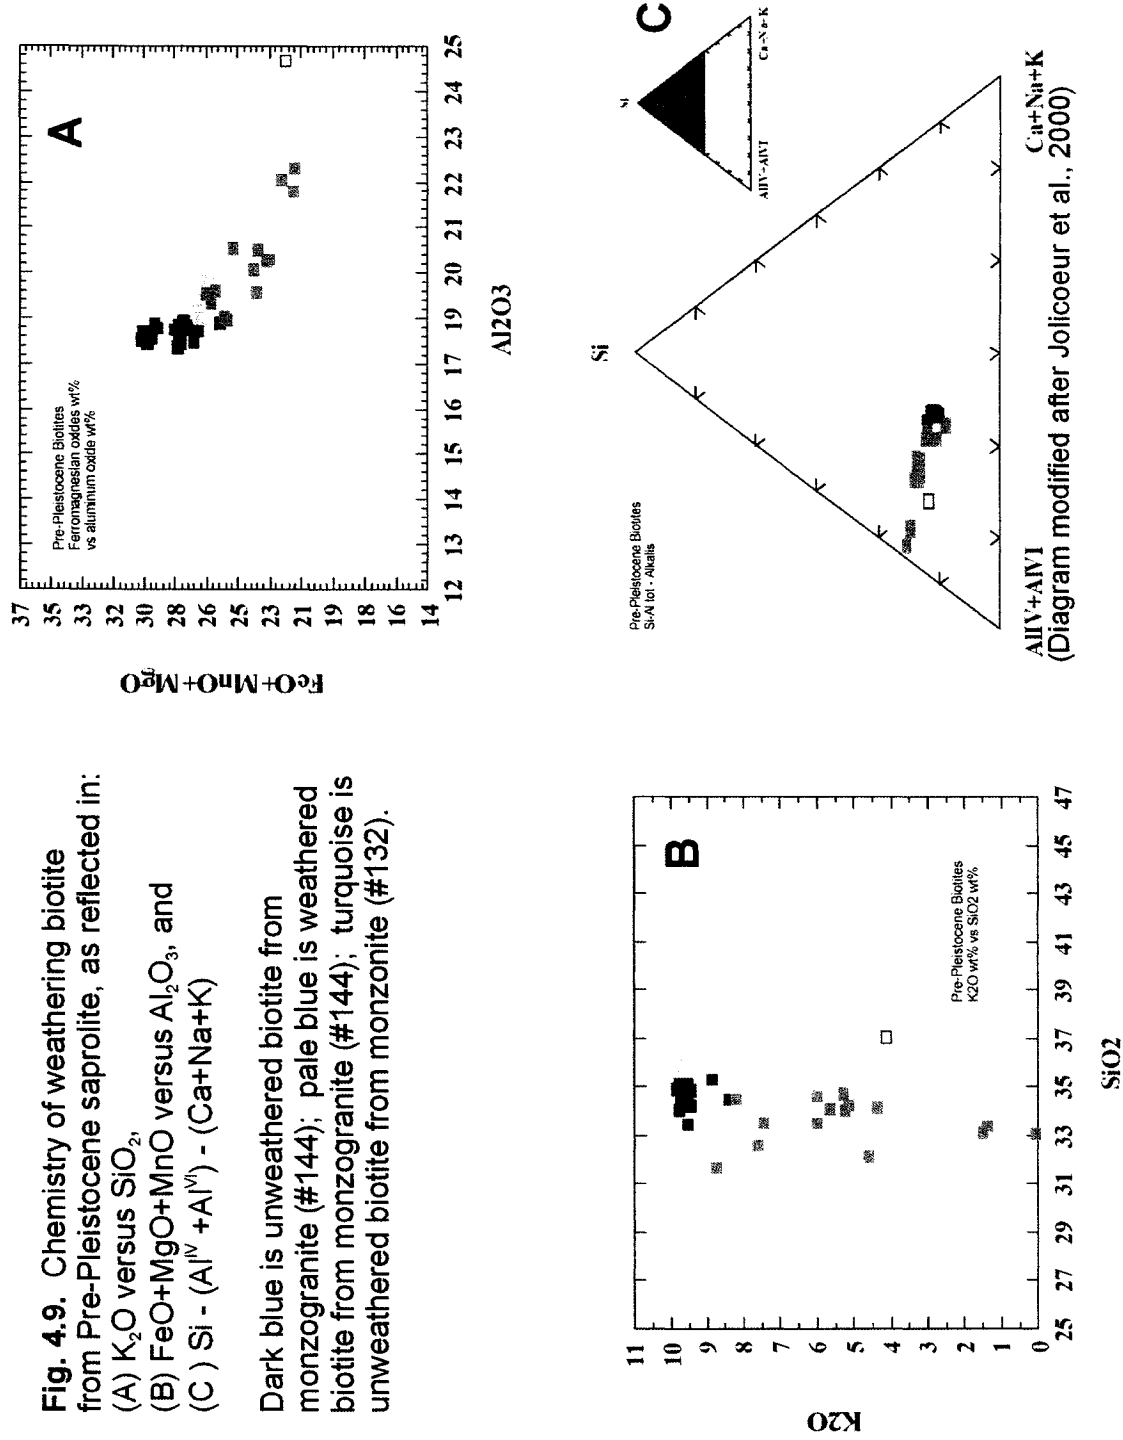 Fig. 4.9. Chemistry of weathering biotite
from Pre-Pleistocene saprolite, as reflected in:
(A) K2O versus SiO2,
(B) FeO+MgO+MnO versus Al2O3, and
(C ) Si - (AlIV +AlVI) - (Ca+Na+K)
Dark blue is unweathered biotite from
monzogranite (#144); pale blue is weathered
biotite from monzogranite (#144); turquoise is
unweathered biotite from monzonite (#132).
A
Pre-Pleistocene Biotites
Ferromagnesian oxides wt%
vs aluminum oxide wt%
FeO+MnO+MgO
37
35
33
32
30
28
26
25
23
21
19
18
16
14
12 13 14 15 16 17 18 19 20 21 22 23 24 25
Al2O3
B
Pre-Pleistocene Biotites
K2O wt% vs SiO2 wt%
K2O
11
10
9
8
7
6
5
4
3
2
1
0
25 27 29 31 33 35 37 39 41 43 45 47
SiO2
C
Si
AlIV+AlVI
Ca+Na+K
Pre-Pleistocene Biotites
Si-Al tot - Alkalis
Si
AlIV+AlVI
Ca+Na+K
(Diagram modified after Jolicoeur et al., 2000)